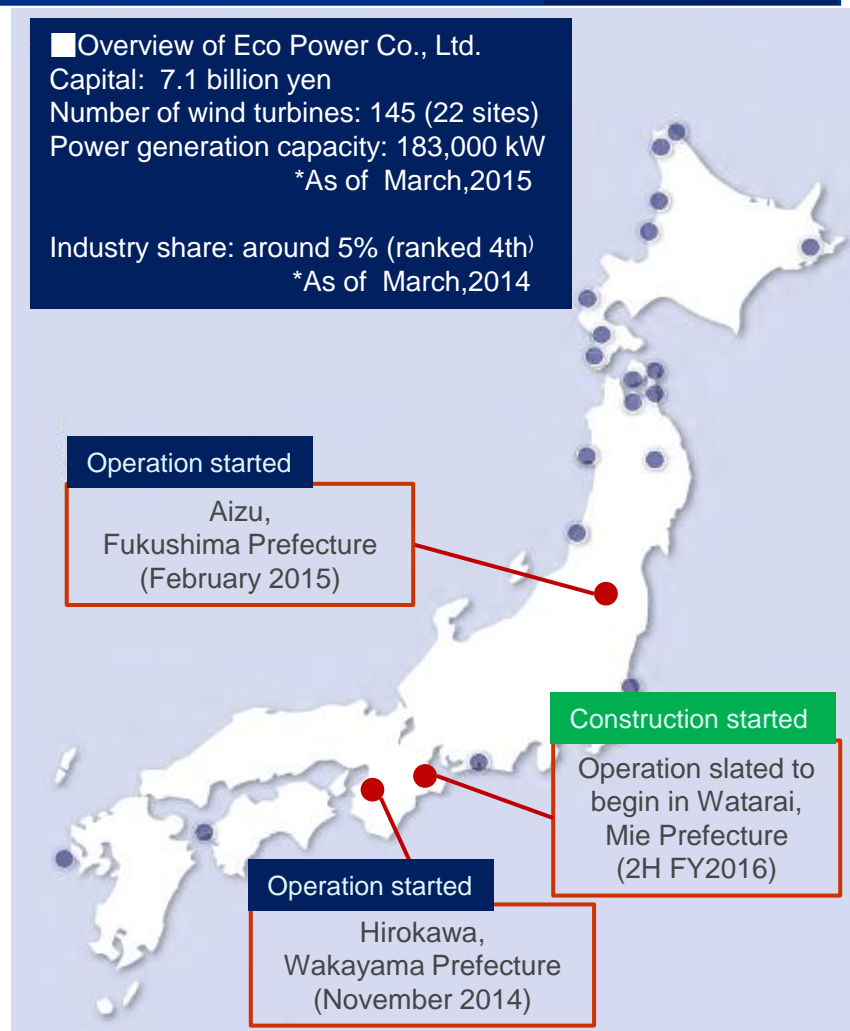 ■Overview of Eco Power Co., Ltd.
Capital: 7.1 billion yen
Number of wind turbines: 145 (22 sites)
Power generation capacity: 183,000 kW
*As of March,2015
Industry share: around 5% (ranked 4th)
*As of March,2014
Operation started
Aizu,
Fukushima Prefecture
(February 2015)
Construction started
Operation slated to
begin in Watarai,
Mie Prefecture
(2H FY2016)
Operation started
Hirokawa,
Wakayama Prefecture
(November 2014)